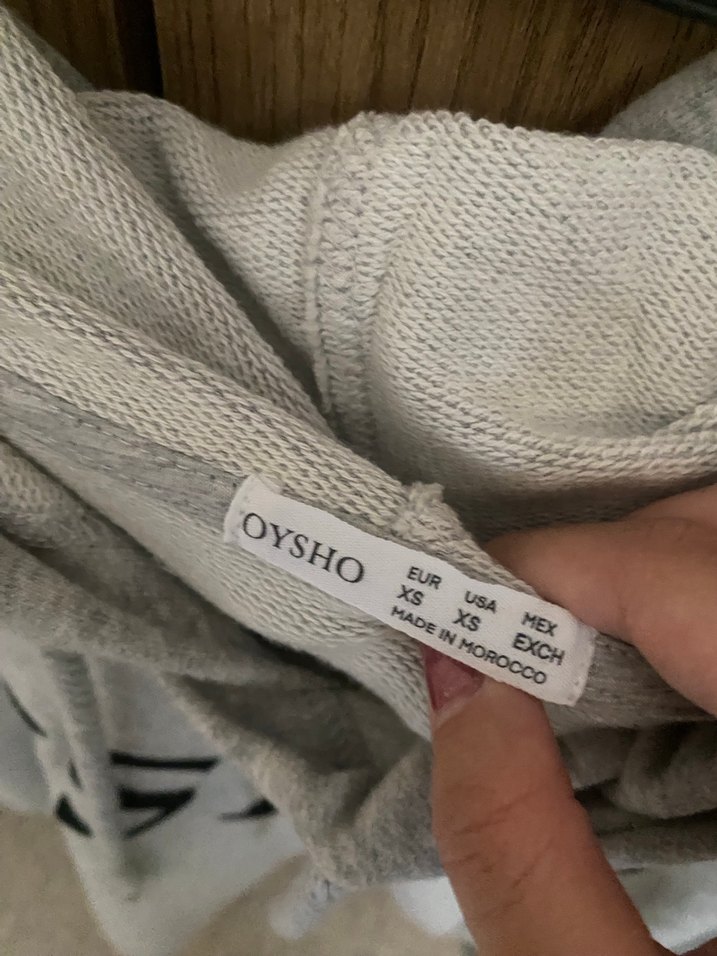 OYSHO
EUR USA MEX
XS XS EXCH
MADE IN MOROCCO